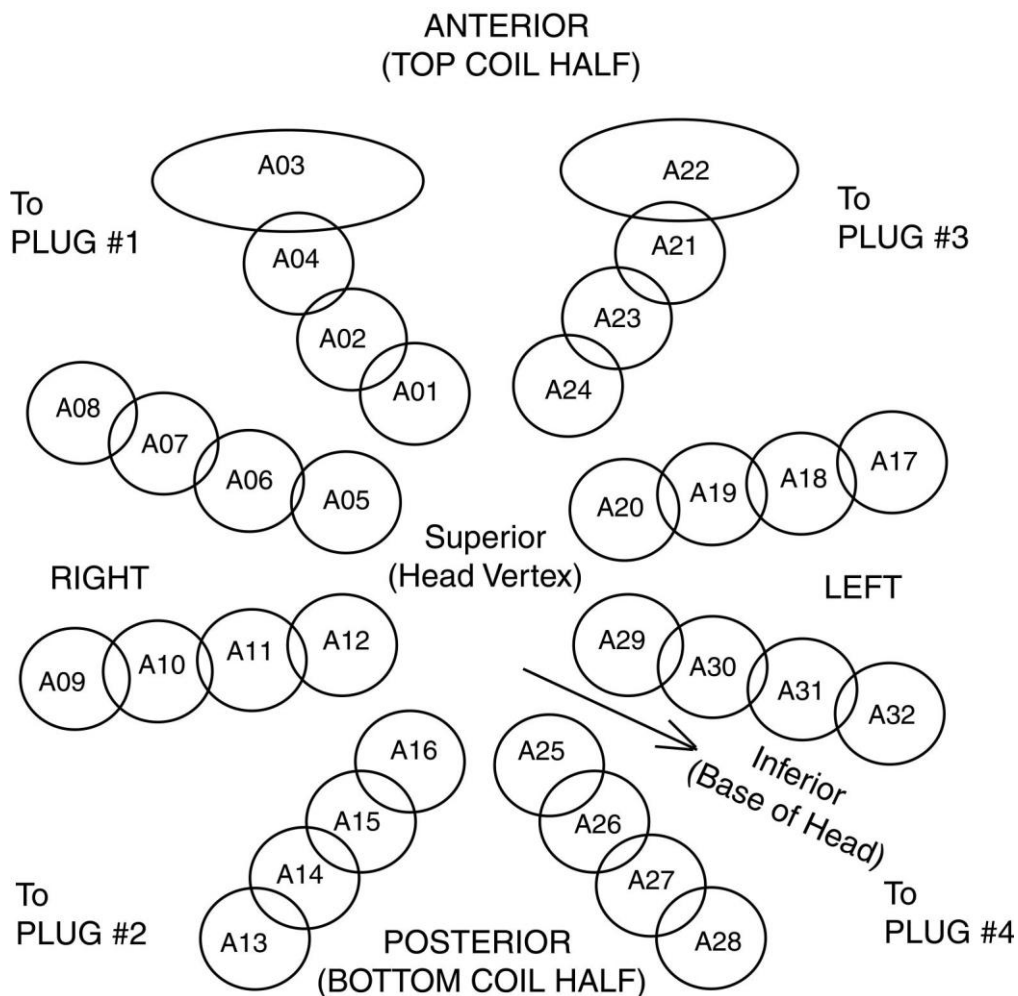 ANTERIOR
(TOP COIL HALF)
A03
A22
To
PLUG #1
To
PLUG #3
A04
A21
A02
A23
A01
A24
A08
A07
A06
A05
A17
A18
A19
A20
Superior
(Head Vertex)
RIGHT
LEFT
A09
A10
A11
A12
A29
A30
A31
A32
A16
A25
Inferior
(Base of Head)
A15
A26
A14
A27
A13
A28
To
PLUG #2
To
PLUG #4
POSTERIOR
(BOTTOM COIL HALF)